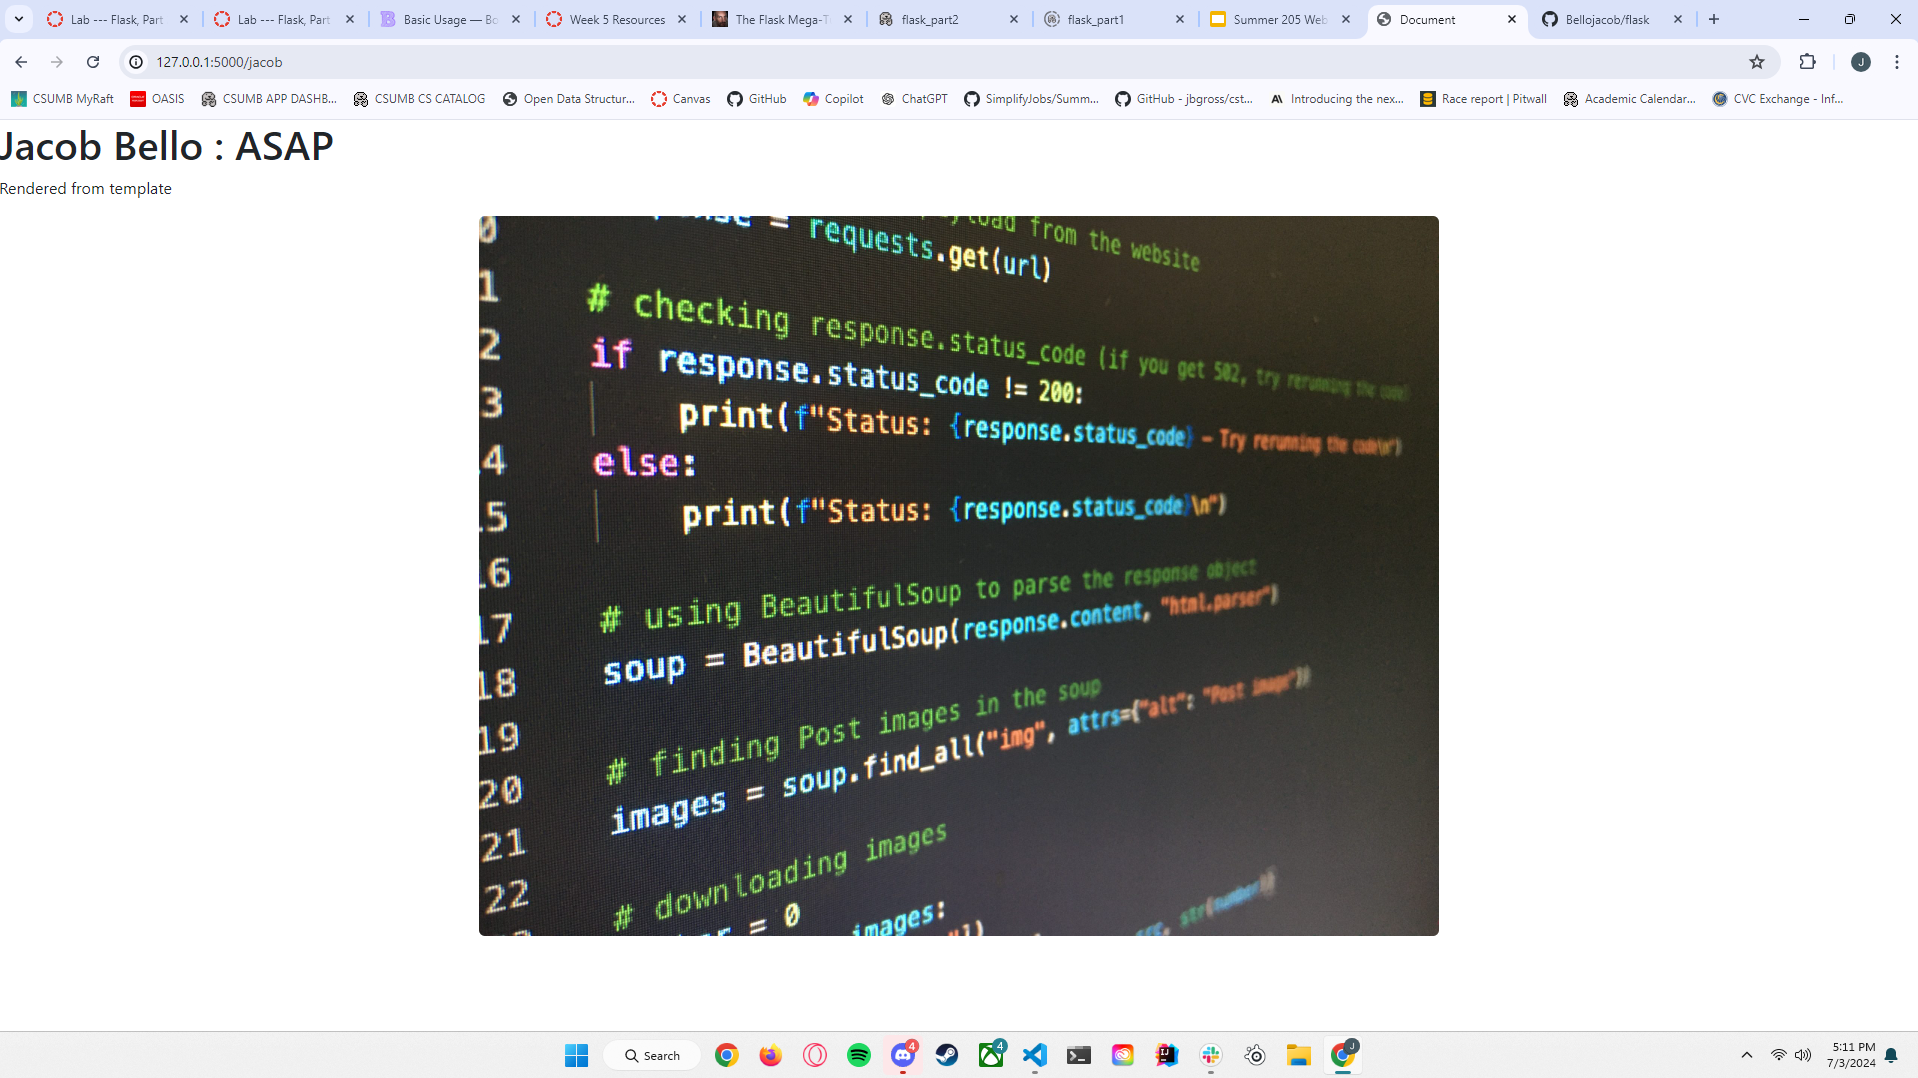 Lab --- Flask, Part
Lab --- Flask, Part
Basic Usage — Bo
Week 5 Resources
The Flask Mega-T
flask_part2
flask_part1
Summer 205 Web
Document
Bellojacob/flask
127.0.0.1:5000/jacob
J
CSUMB MyRaft
OASIS
CSUMB APP DASHB...
CSUMB CS CATALOG
Open Data Structur...
Canvas
GitHub
Copilot
ChatGPT
SimplifyJobs/Summ...
GitHub - jbgross/cst...
Introducing the nex...
Race report | Pitwall
Academic Calendar...
CVC Exchange - Inf...
Jacob Bello : ASAP
Rendered from template
from the website
0 = requests.get(url)
1 # checking response.status_code (if you get 502, try rerunning the code)
2 if response.status_code != 200:
3 print(f"Status: {response.status_code} – Try rerunning the code\n")
4 else:
15 print(f"Status: {response.status_code}\n")
16
17 # using BeautifulSoup to parse the response object
18 soup = BeautifulSoup(response.content, "html.parser")
19
20 # finding Post images in the soup
21 images = soup.find_all("img", attrs={"alt": "Post image"})
22
# downloading images
= 0
images:
str(number))
Search
4
4
J
5:11 PM
7/3/2024